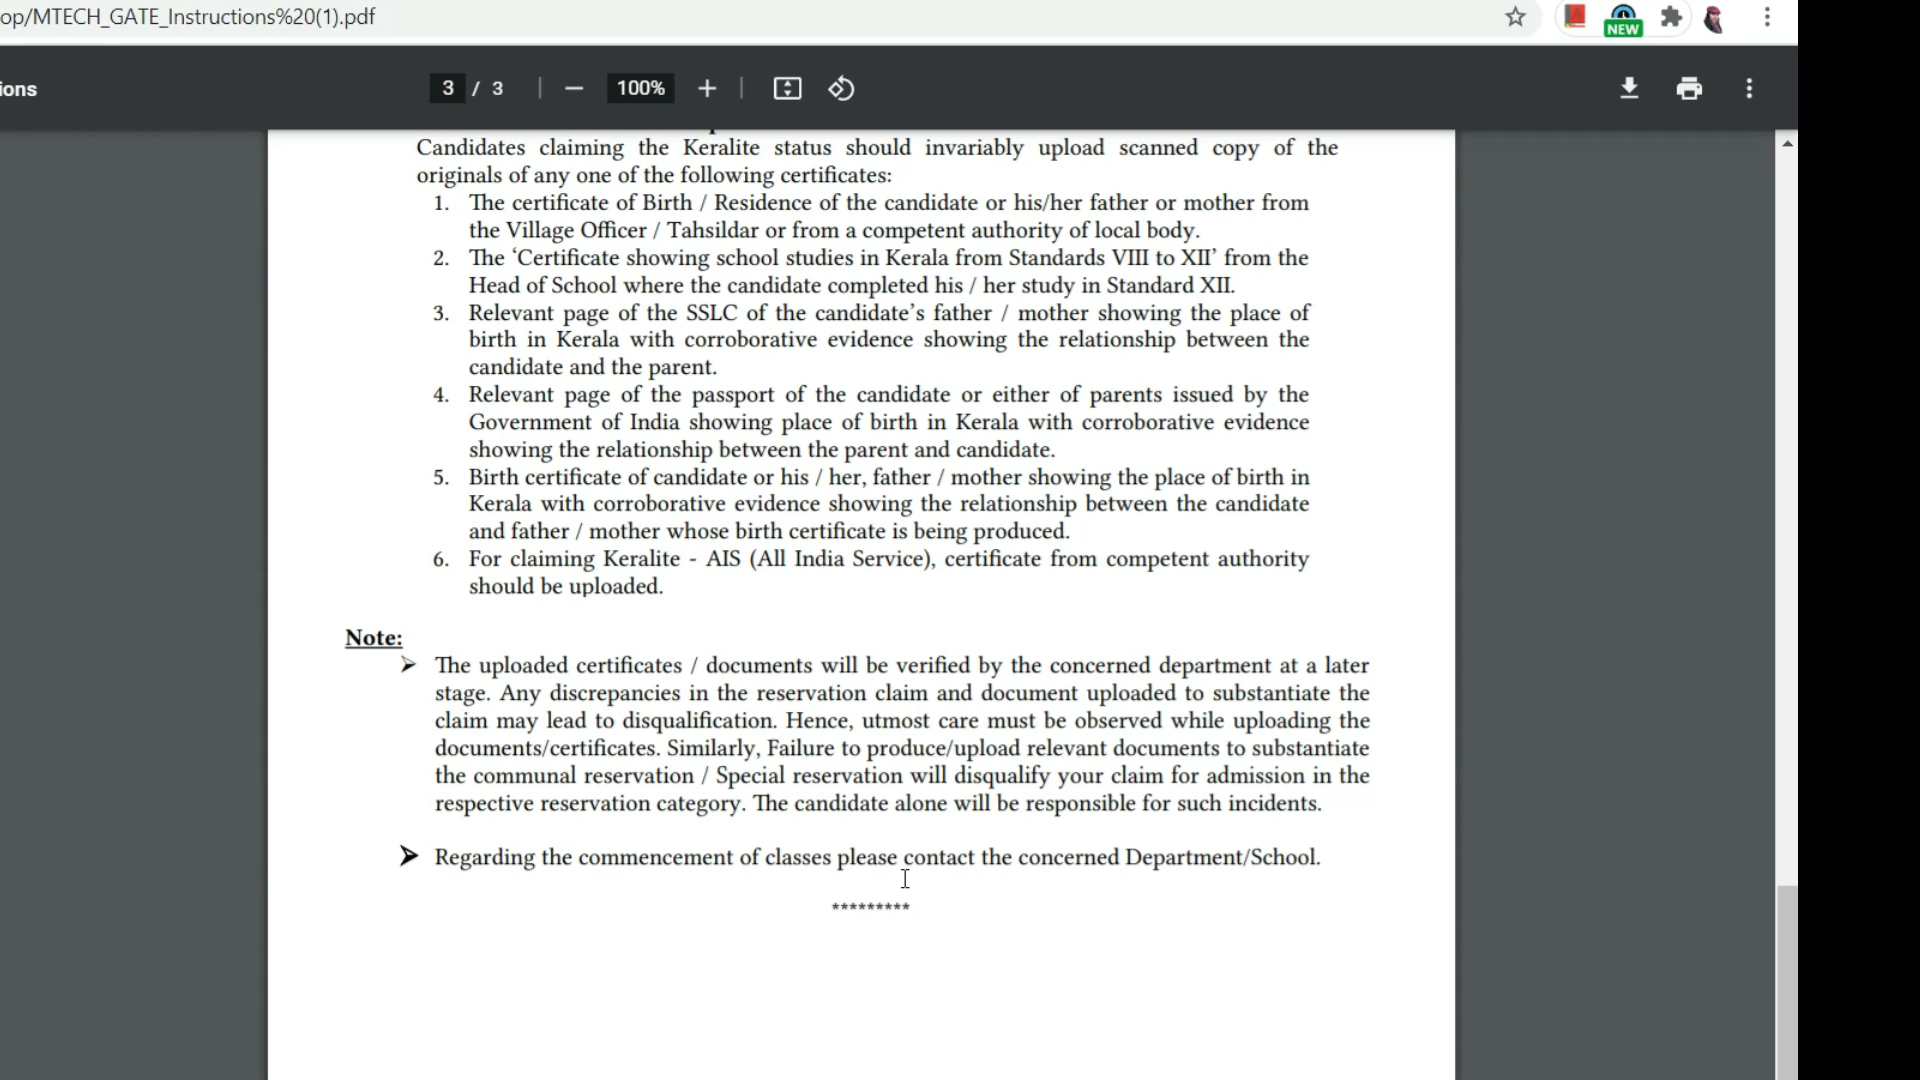 op/MTECH_GATE_Instructions%20(1).pdf
NEW
ions
3 / 3
100%
Candidates claiming the Keralite status should invariably upload scanned copy of the
originals of any one of the following certificates:
1. The certificate of Birth / Residence of the candidate or his/her father or mother from
the Village Officer / Tahsildar or from a competent authority of local body.
2. The ‘Certificate showing school studies in Kerala from Standards VIII to XII’ from the
Head of School where the candidate completed his / her study in Standard XII.
3. Relevant page of the SSLC of the candidate’s father / mother showing the place of
birth in Kerala with corroborative evidence showing the relationship between the
candidate and the parent.
4. Relevant page of the passport of the candidate or either of parents issued by the
Government of India showing place of birth in Kerala with corroborative evidence
showing the relationship between the parent and candidate.
5. Birth certificate of candidate or his / her, father / mother showing the place of birth in
Kerala with corroborative evidence showing the relationship between the candidate
and father / mother whose birth certificate is being produced.
6. For claiming Keralite - AIS (All India Service), certificate from competent authority
should be uploaded.
Note:
➢ The uploaded certificates / documents will be verified by the concerned department at a later
stage. Any discrepancies in the reservation claim and document uploaded to substantiate the
claim may lead to disqualification. Hence, utmost care must be observed while uploading the
documents/certificates. Similarly, Failure to produce/upload relevant documents to substantiate
the communal reservation / Special reservation will disqualify your claim for admission in the
respective reservation category. The candidate alone will be responsible for such incidents.
➢ Regarding the commencement of classes please contact the concerned Department/School.
*********